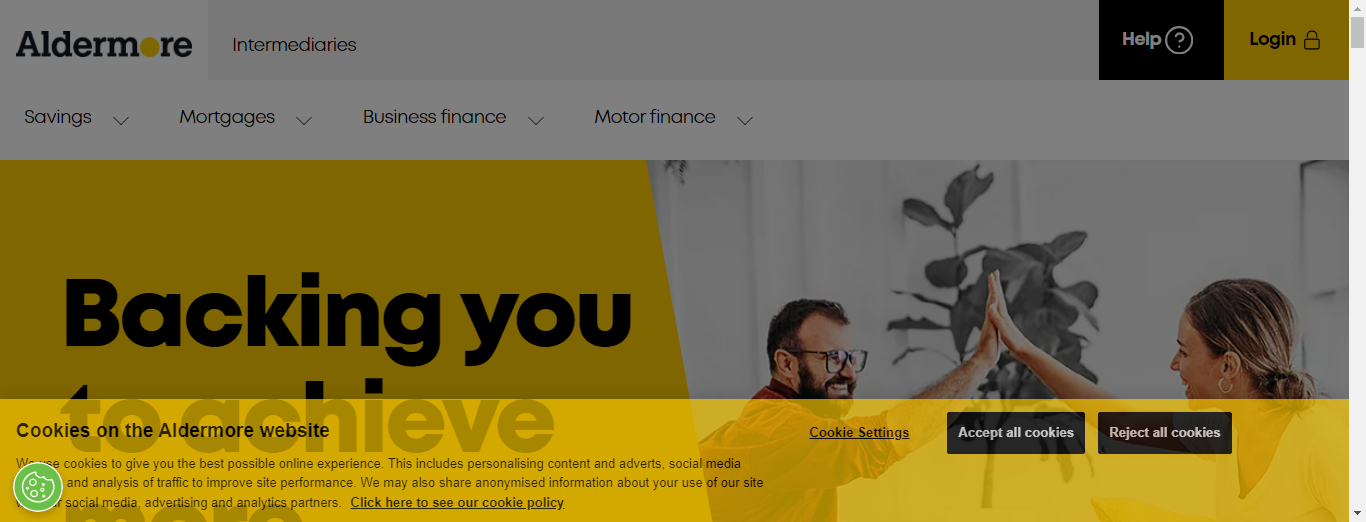 Aldermore
Intermediaries
Help
Login
Savings
Mortgages
Business finance
Motor finance
Backing you
to achieve
more
Cookies on the Aldermore website
Cookie Settings
Accept all cookies
Reject all cookies
We use cookies to give you the best possible online experience. This includes personalising content and adverts, social media
and analysis of traffic to improve site performance. We may also share anonymised information about your use of our site
social media, advertising and analytics partners. Click here to see our cookie policy